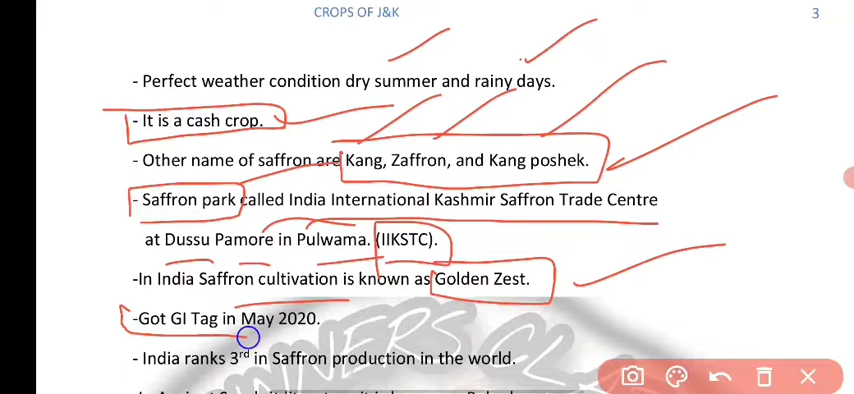 CROPS OF J&K
3
- Perfect weather condition dry summer and rainy days.
- It is a cash crop.
- Other name of saffron are Kang, Zaffron, and Kang poshek.
- Saffron park called India International Kashmir Saffron Trade Centre
at Dussu Pamore in Pulwama. (IIKSTC).
-In India Saffron cultivation is known as Golden Zest.
-Got GI Tag in May 2020.
- India ranks 3rd in Saffron production in the world.